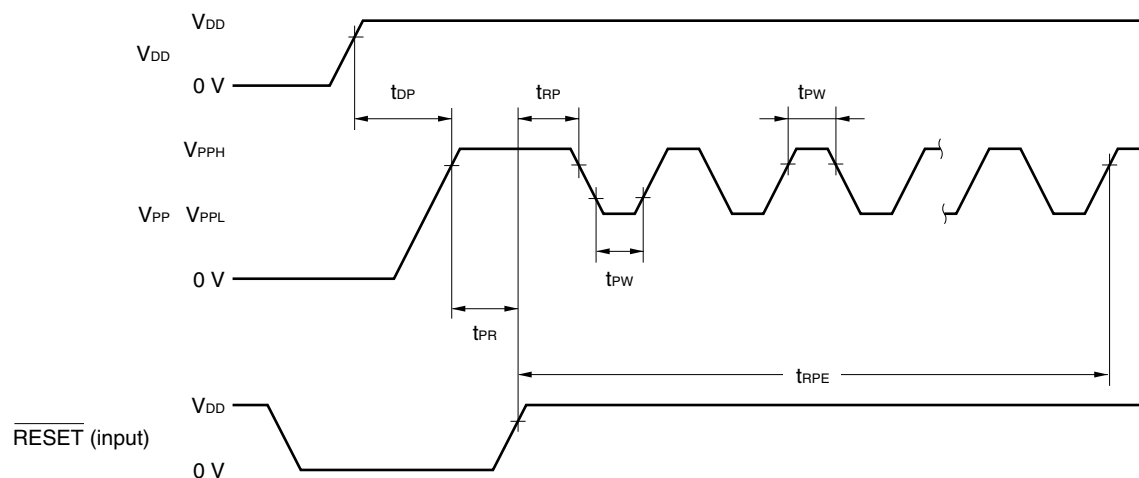 VDD
VDD
0 V
tDP
tRP
tPW
VPPH
VPP VPPL
0 V
tPW
tPR
tRPE
VDD
RESET (input)
0 V